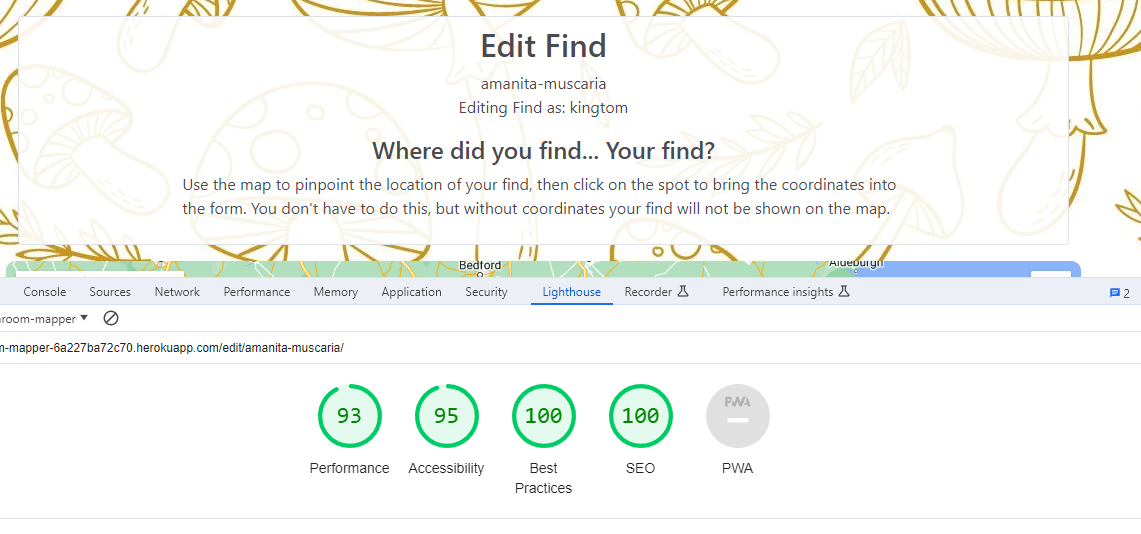 Edit Find
amanita-muscaria
Editing Find as: kingtom
Where did you find... Your find?
Use the map to pinpoint the location of your find, then click on the spot to bring the coordinates into
the form. You don't have to do this, but without coordinates your find will not be shown on the map.
Bedford
Aldeburgh
Console Sources Network Performance Memory Application Security Lighthouse Recorder Performance insights 2
room-mapper
m-mapper-6a227ba72c70.herokuapp.com/edit/amanita-muscaria/
93 95 100 100 PWA
Performance Accessibility Best Practices SEO PWA